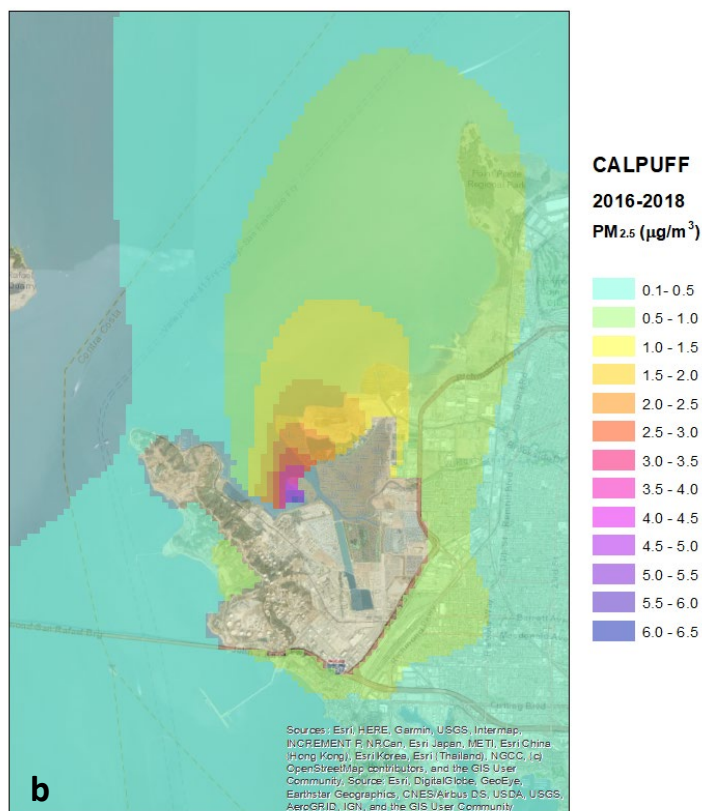 CALPUFF
2016-2018
PM2.5 (µg/m³)
0.1- 0.5
0.5 - 1.0
1.0 - 1.5
1.5 - 2.0
2.0 - 2.5
2.5 - 3.0
3.0 - 3.5
3.5 - 4.0
4.0 - 4.5
4.5 - 5.0
5.0 - 5.5
5.5 - 6.0
6.0 - 6.5
Regional Park
Contra Costa
b
Sources: Esri, HERE, Garmin, USGS, Intermap,
INCREMENT P, NRCan, Esri Japan, METI, Esri China
(Hong Kong), Esri Korea, Esri (Thailand), NGCC, (c)
OpenStreetMap contributors, and the GIS User
Community, Source: Esri, DigitalGlobe, GeoEye,
Earthstar Geographics, CNES/Airbus DS, USDA, USGS,
AeroGRID, IGN, and the GIS User Community